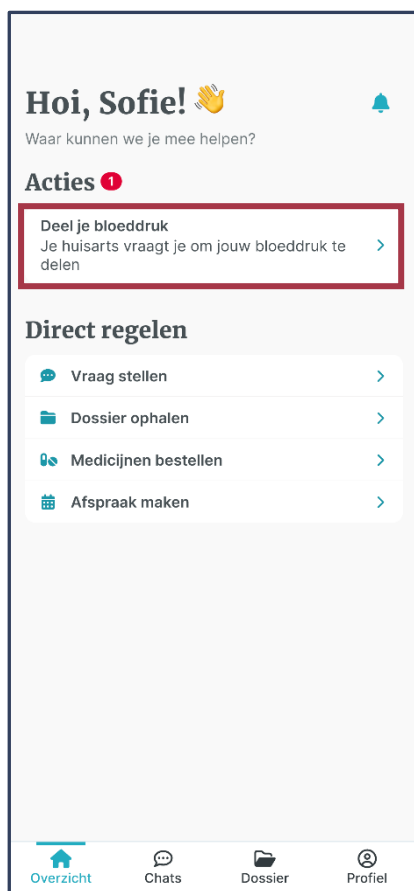 Hoi, Sofie! 👋
Waar kunnen we je mee helpen?
Acties 1
Deel je bloeddruk
Je huisarts vraagt je om jouw bloeddruk te
delen
Direct regelen
Vraag stellen
Dossier ophalen
Medicijnen bestellen
Afspraak maken
Overzicht Chats Dossier Profiel